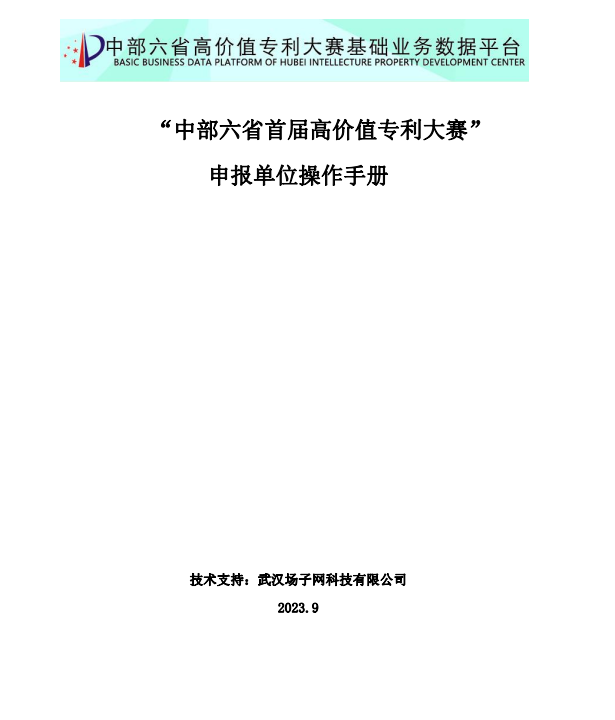 中部六省高价值专利大赛基础业务数据平台
BASIC BUSINESS DATA PLATFORM OF HUBEI INTELLECTURE PROPERTY DEVELOPMENT CENTER
“中部六省首届高价值专利大赛”
申报单位操作手册
技术支持：武汉场子网科技有限公司
2023.9